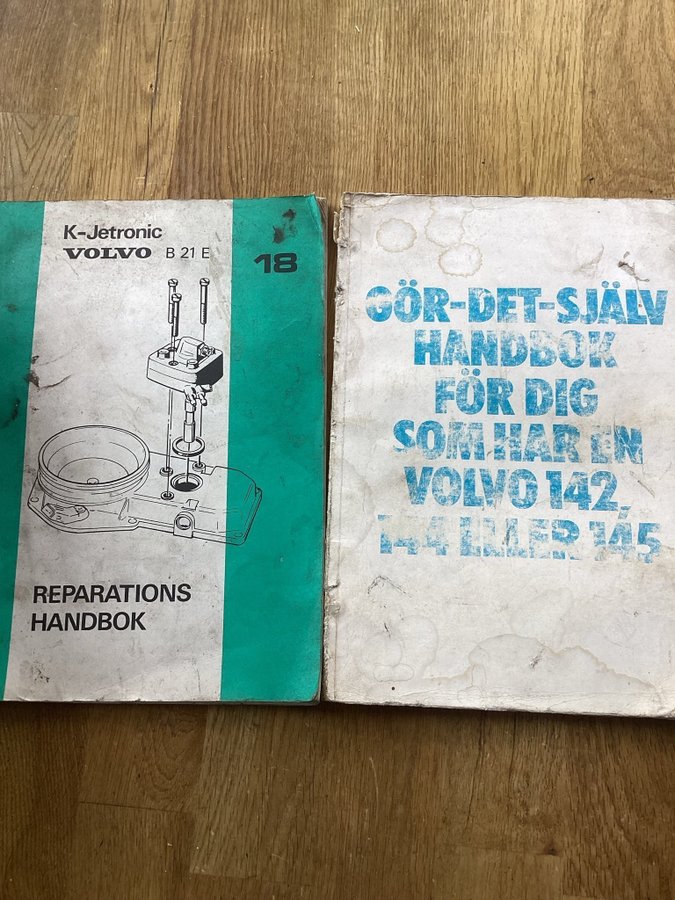 K-Jetronic
VOLVO B 21 E
18
REPARATIONS
HANDBOK
GÖR-DET-SJÄLV
HANDBOK
FÖR DIG
SOM HAR EN
VOLVO 142,
144 ELLER 145